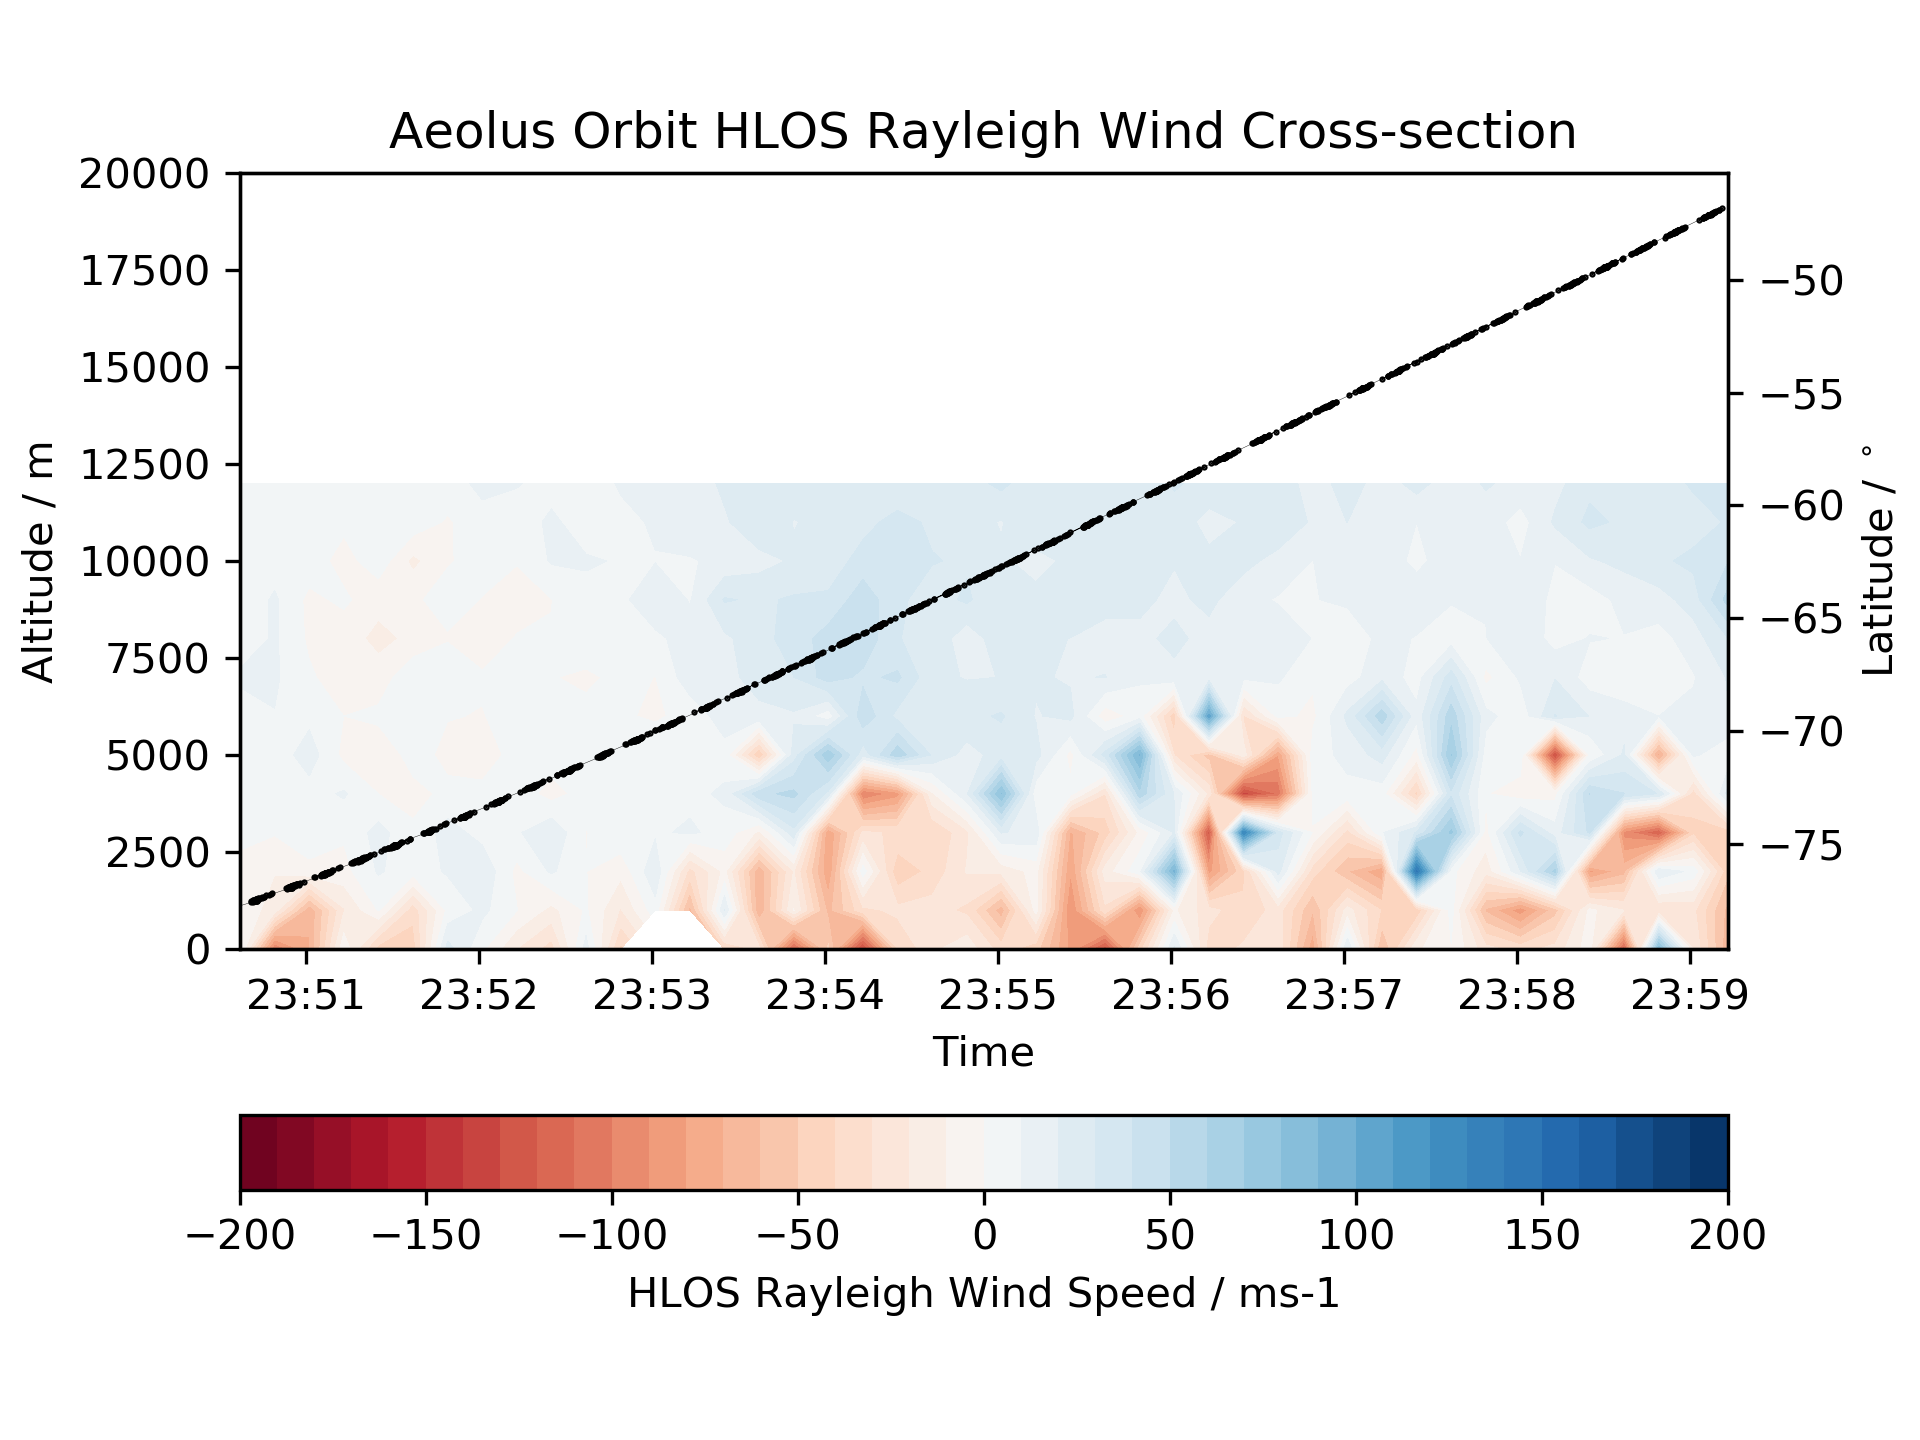 Aeolus Orbit HLOS Rayleigh Wind Cross-section
20000
17500
15000
12500
10000
7500
5000
2500
0
Altitude / m
−50
−55
−60
−65
−70
−75
Latitude / °
23:51 23:52 23:53 23:54 23:55 23:56 23:57 23:58 23:59
Time
−200 −150 −100 −50 0 50 100 150 200
HLOS Rayleigh Wind Speed / ms-1